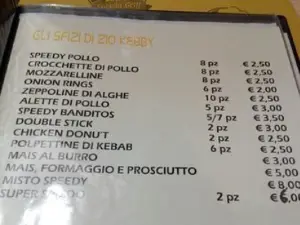 GLI SFIZI DI ZIO KEBBY
SPEEDY POLLO 8 pz € 2,50
CROCCHETTE DI POLLO 8 pz € 2,50
MOZZARELLINE 8 pz € 2,50
ONION RINGS 6 pz € 2,00
ZEPPOLINE DI ALGHE 10 pz € 2,50
ALETTE DI POLLO 5 pz € 3,00
SPEEDY BANDITOS 5/7 pz € 3,50
DOUBLE STICK 2 pz € 3,00
CHICKEN DONU'T 2 pz € 2,50
POLPETTINE DI KEBAB 6 pz € 2,50
MAIS AL BURRO € 3,00
MAIS, FORMAGGIO E PROSCIUTTO € 5,00
MISTO SPEEDY € 8,00
SUPER 2 pz € 6,00